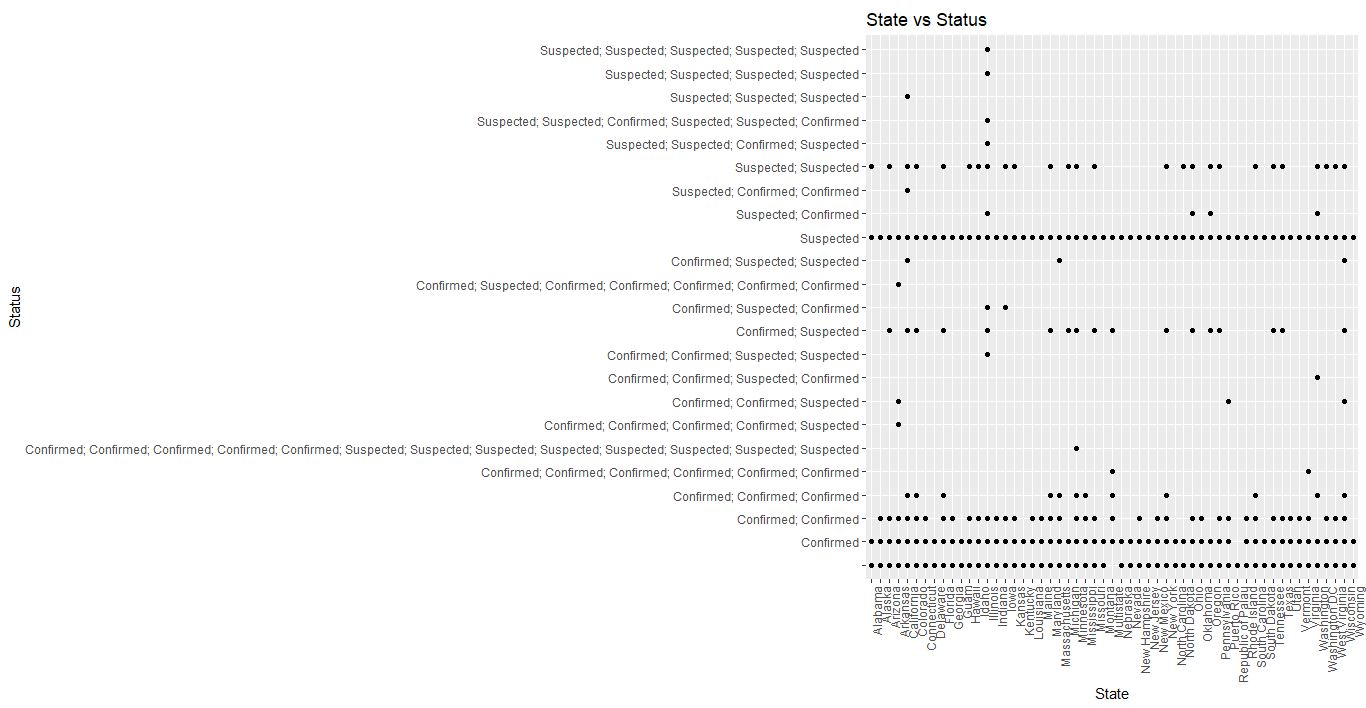 State vs Status
Suspected; Suspected; Suspected; Suspected; Suspected
Suspected; Suspected; Suspected; Suspected
Suspected; Suspected; Suspected
Suspected; Suspected; Confirmed; Suspected; Suspected; Confirmed
Suspected; Suspected; Confirmed; Suspected
Suspected; Suspected
Suspected; Confirmed; Confirmed
Suspected; Confirmed
Suspected
Confirmed; Suspected; Suspected
Confirmed; Suspected; Confirmed; Confirmed; Confirmed; Confirmed; Confirmed
Confirmed; Suspected; Confirmed
Confirmed; Suspected
Confirmed; Confirmed; Suspected; Suspected
Confirmed; Confirmed; Suspected; Confirmed
Confirmed; Confirmed; Suspected
Confirmed; Confirmed; Confirmed; Confirmed; Suspected
Confirmed; Confirmed; Confirmed; Confirmed; Confirmed; Suspected; Suspected; Suspected; Suspected; Suspected; Suspected; Suspected; Suspected
Confirmed; Confirmed; Confirmed; Confirmed; Confirmed; Confirmed
Confirmed; Confirmed; Confirmed
Confirmed; Confirmed
Confirmed
Status
Alabama
Alaska
Arizona
Arkansas
California
Colorado
Connecticut
Delaware
Florida
Georgia
Guam
Hawaii
Idaho
Illinois
Indiana
Iowa
Kansas
Kentucky
Louisiana
Maine
Maryland
Massachusetts
Michigan
Minnesota
Mississippi
Missouri
Montana
Multistate
Nebraska
Nevada
New Hampshire
New Jersey
New Mexico
New York
North Carolina
North Dakota
Ohio
Oklahoma
Oregon
Pennsylvania
Puerto Rico
Republic of Palau
Rhode Island
South Carolina
South Dakota
Tennessee
Texas
Utah
Vermont
Virginia
Washington
Washington DC
West Virginia
Wisconsin
Wyoming
State